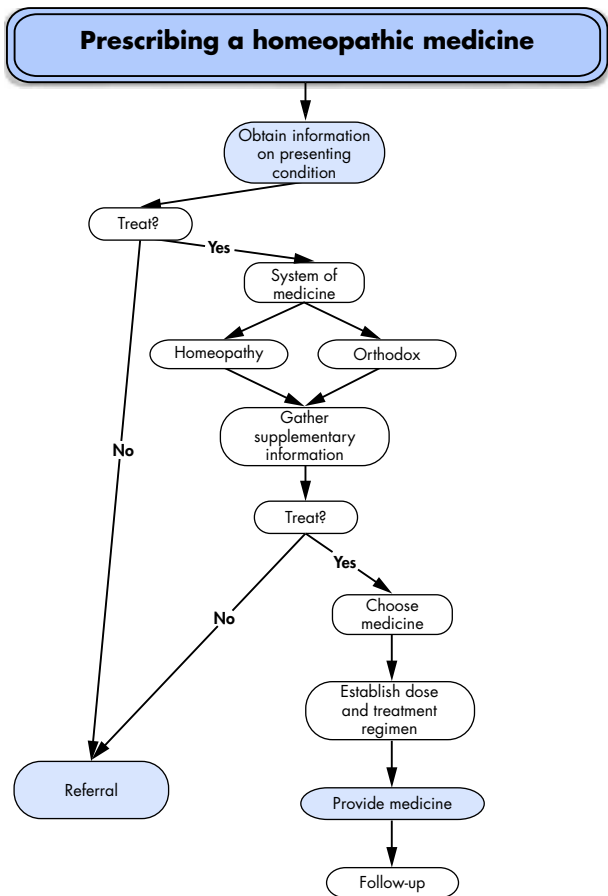 Prescribing a homeopathic medicine
Obtain information
on presenting
condition
Treat?
Yes
System of
medicine
Homeopathy
Orthodox
Gather
supplementary
information
No
Treat?
Yes
No
Choose
medicine
Establish dose
and treatment
regimen
Referral
Provide medicine
Follow-up